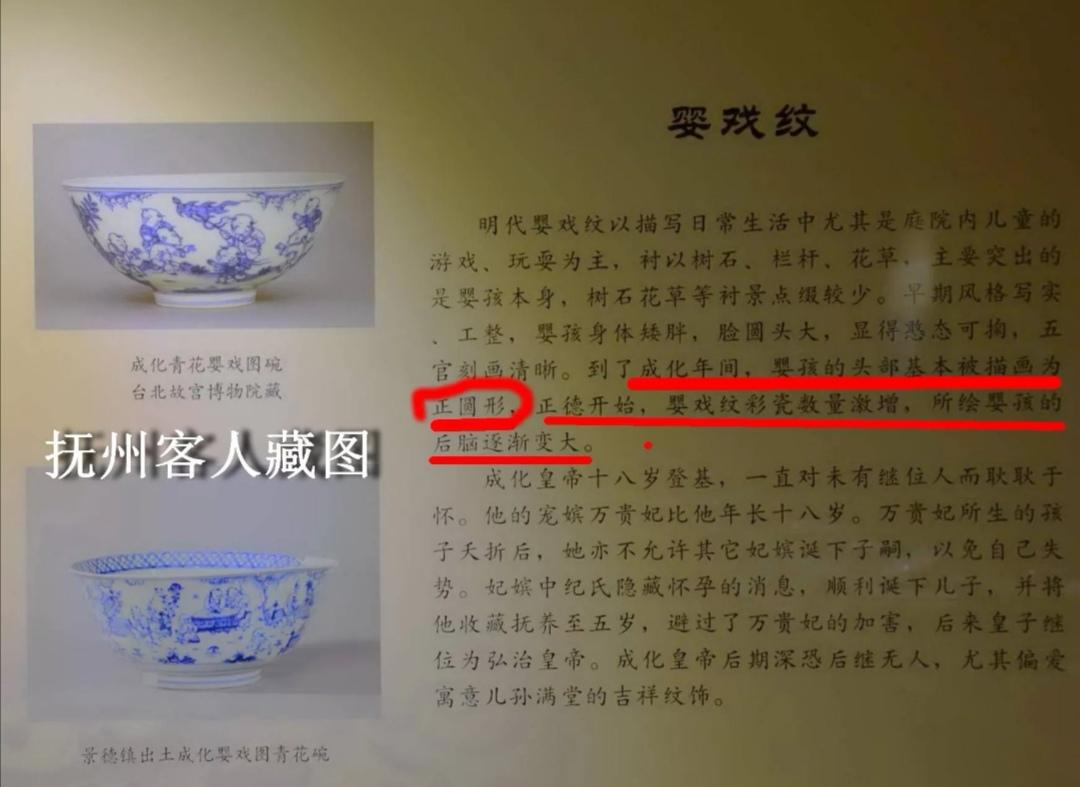 婴戏纹
明代婴戏纹以描写日常生活中尤其是庭院内儿童的
游戏、玩耍为主，衬以树石、栏杆、花草，主要突出的
是婴孩本身，树石花草等衬景点缀较少。早期风格写实
、工整，婴孩身体矮胖，脸圆头大，显得憨态可掬，五
官刻画清晰。到了成化年间，婴孩的头部基本被描画为
正圆形，正德开始，婴戏纹彩瓷数量激增，所绘婴孩的
后脑逐渐变大。
成化皇帝十八岁登基，一直对未有继位人而耿耿于
怀。他的宠嫔万贵妃比他年长十八岁。万贵妃所生的孩
子夭折后，她亦不允许其它妃嫔诞下子嗣，以免自己失
势。妃嫔中纪氏隐藏怀孕的消息，顺利诞下儿子，并将
他收藏抚养至五岁，避过了万贵妃的加害，后来皇子继
位为弘治皇帝。成化皇帝后期深恐后继无人，尤其偏爱
寓意儿孙满堂的吉祥纹饰。
成化青花婴戏图碗
台北故宫博物院藏
抚州客人藏图
景德镇出土成化婴戏图青花碗